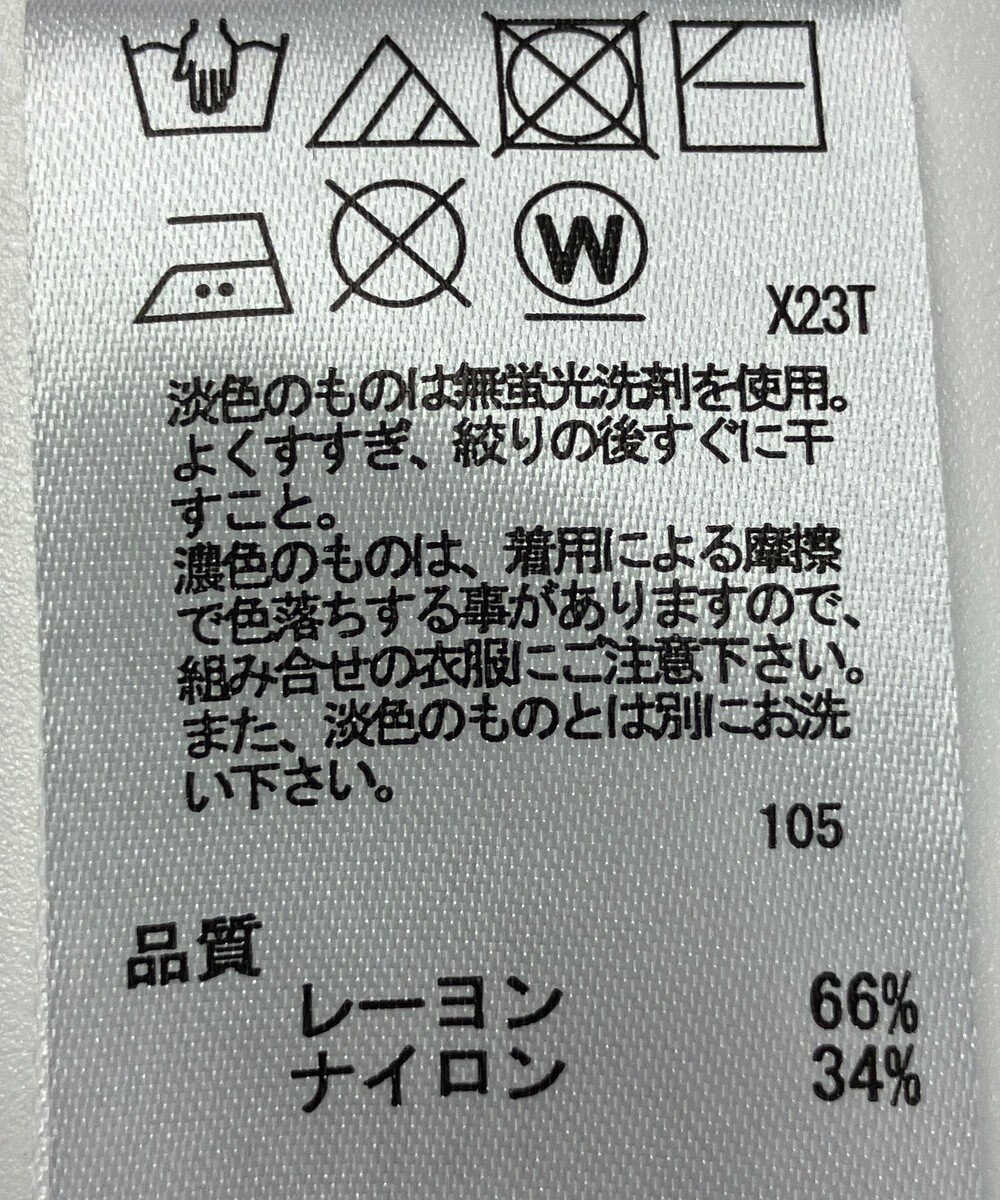 W
X23T
淡色のものは無蛍光洗剤を使用。
よくすすぎ、絞りの後すぐに干
すこと。
濃色のものは、着用による摩擦
で色落ちする事がありますので、
組み合せの衣服にご注意下さい。
また、淡色のものとは別にお洗
い下さい。
105
品質
レーヨン 66%
ナイロン 34%